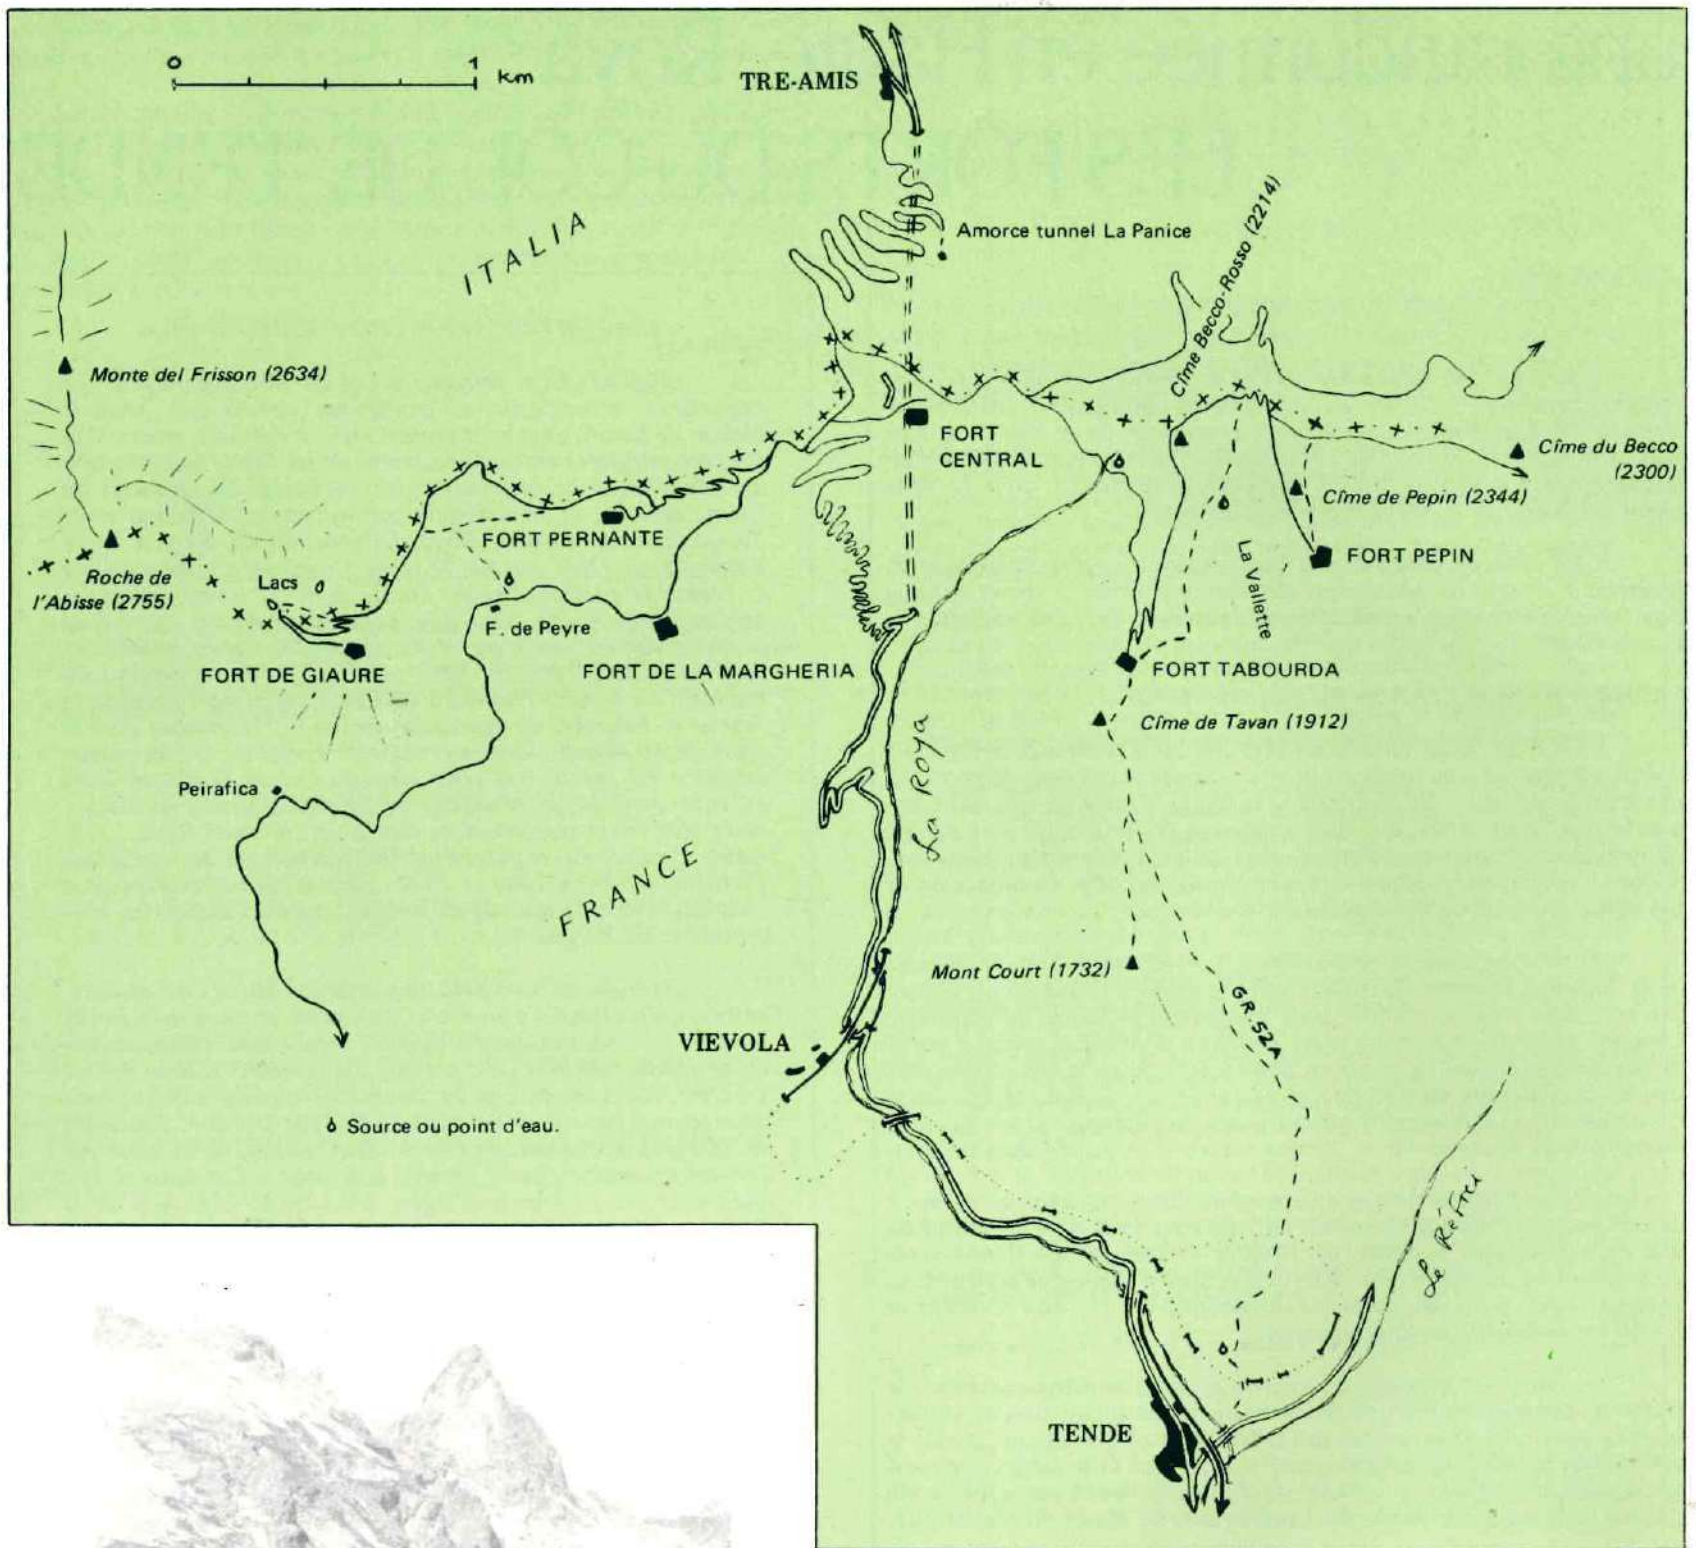 0 1 km
TRE-AMIS
ITALIA
Amorce tunnel La Panice
Cîme Becco-Rosso (2214)
Monte del Frisson (2634)
FORT
CENTRAL
Cîme du Becco
(2300)
Cîme de Pepin (2344)
FORT PERNANTE
FORT PEPIN
Roche de
l'Abisse (2755)
Lacs
La Vallette
F. de Peyre
FORT DE GIAURE
FORT DE LA MARGHERIA
FORT TABOURDA
Cîme de Tavan (1912)
La Roya
Peirafica
FRANCE
Mont Court (1732)
GR.52A
VIEVOLA
Source ou point d'eau.
Le Réfrei
TENDE